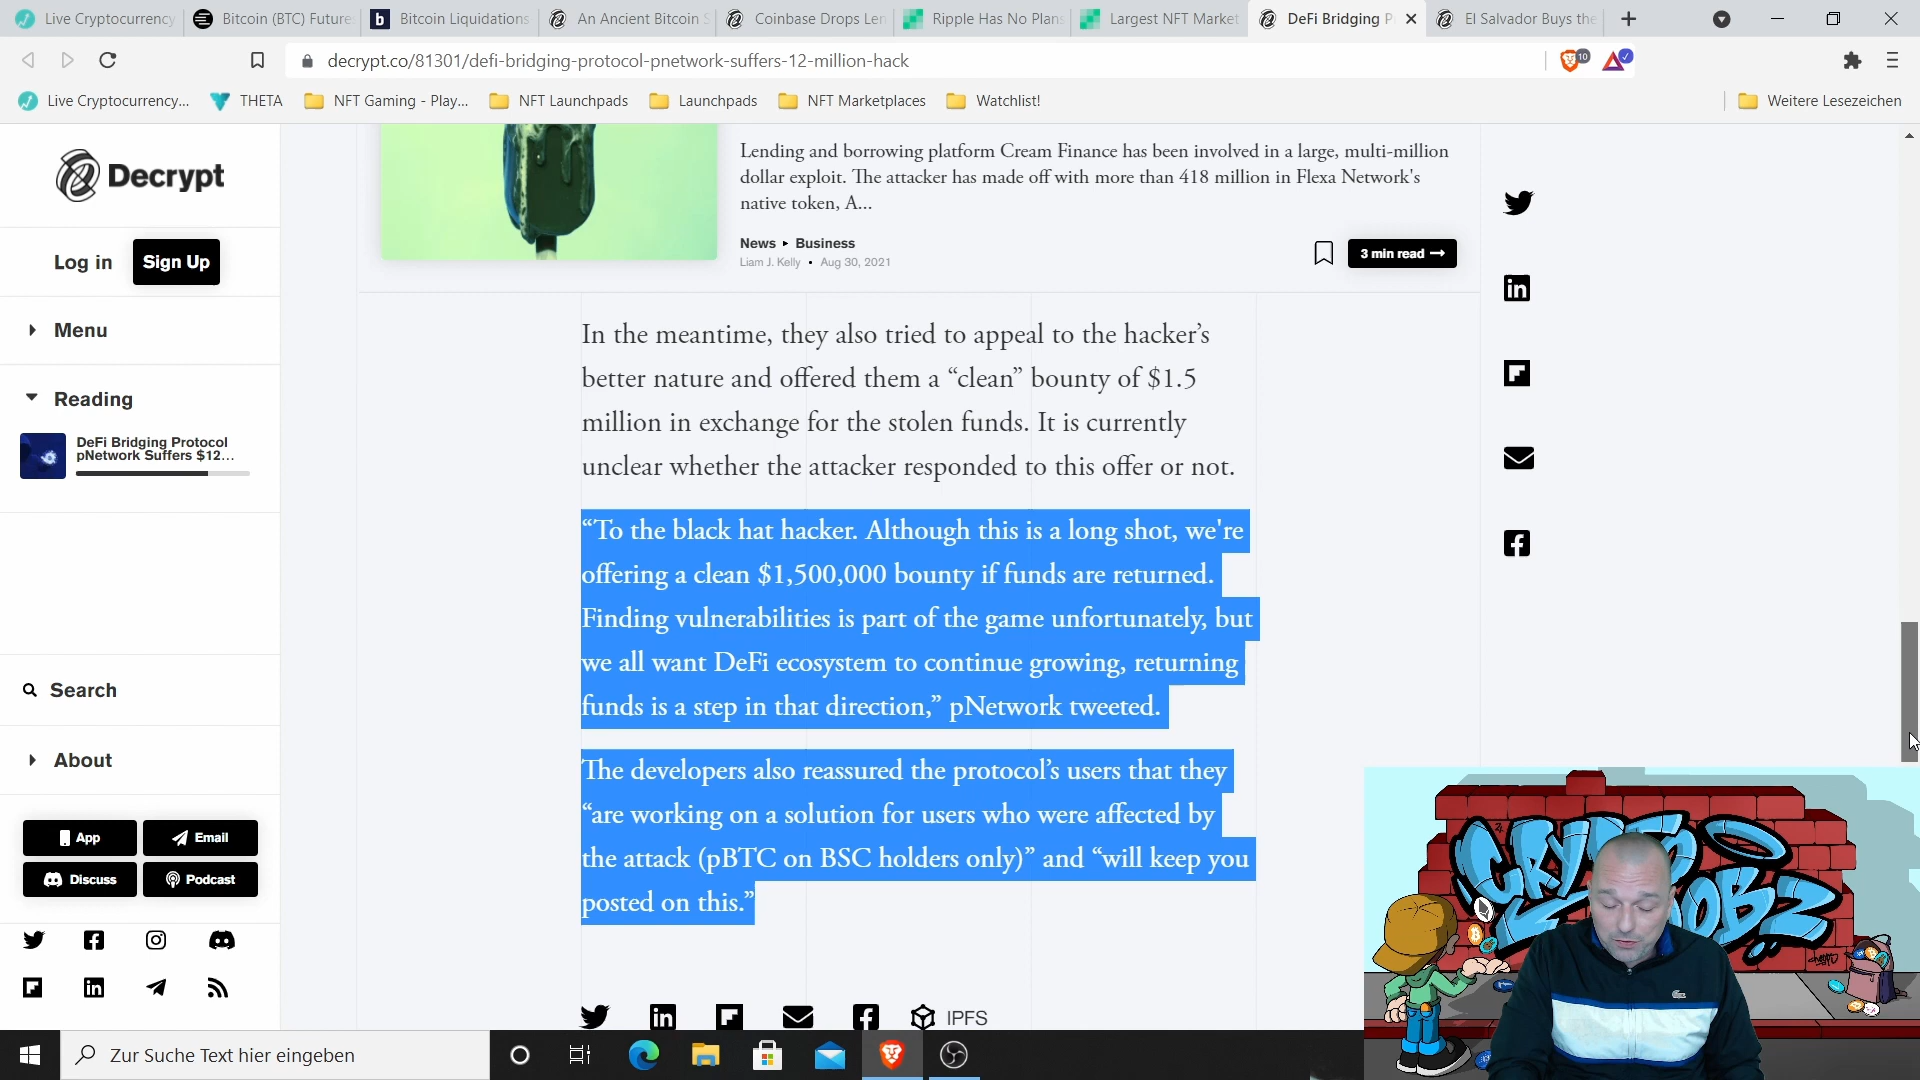 Live Cryptocurrency
Bitcoin (BTC) Future
Bitcoin Liquidations
An Ancient Bitcoin S
Coinbase Drops Len
Ripple Has No Plans
Largest NFT Market
DeFi Bridging P
El Salvador Buys the
decrypt.co/81301/defi-bridging-protocol-pnetwork-suffers-12-million-hack
10
Live Cryptocurrency...
THETA
NFT Gaming - Play...
NFT Launchpads
Launchpads
NFT Marketplaces
Watchlist!
Weitere Lesezeichen
Decrypt
Log in
Sign Up
Menu
Reading
DeFi Bridging Protocol
pNetwork Suffers $12...
Search
About
App
Email
Discuss
Podcast
Lending and borrowing platform Cream Finance has been involved in a large, multi-million
dollar exploit. The attacker has made off with more than 418 million in Flexa Network's
native token, A...
News ‣ Business
Liam J. Kelly • Aug 30, 2021
3 min read →
In the meantime, they also tried to appeal to the hacker’s
better nature and offered them a “clean” bounty of $1.5
million in exchange for the stolen funds. It is currently
unclear whether the attacker responded to this offer or not.
“To the black hat hacker. Although this is a long shot, we're
offering a clean $1,500,000 bounty if funds are returned.
Finding vulnerabilities is part of the game unfortunately, but
we all want DeFi ecosystem to continue growing, returning
funds is a step in that direction,” pNetwork tweeted.
The developers also reassured the protocol’s users that they
“are working on a solution for users who were affected by
the attack (pBTC on BSC holders only)” and “will keep you
posted on this.”
IPFS
Zur Suche Text hier eingeben